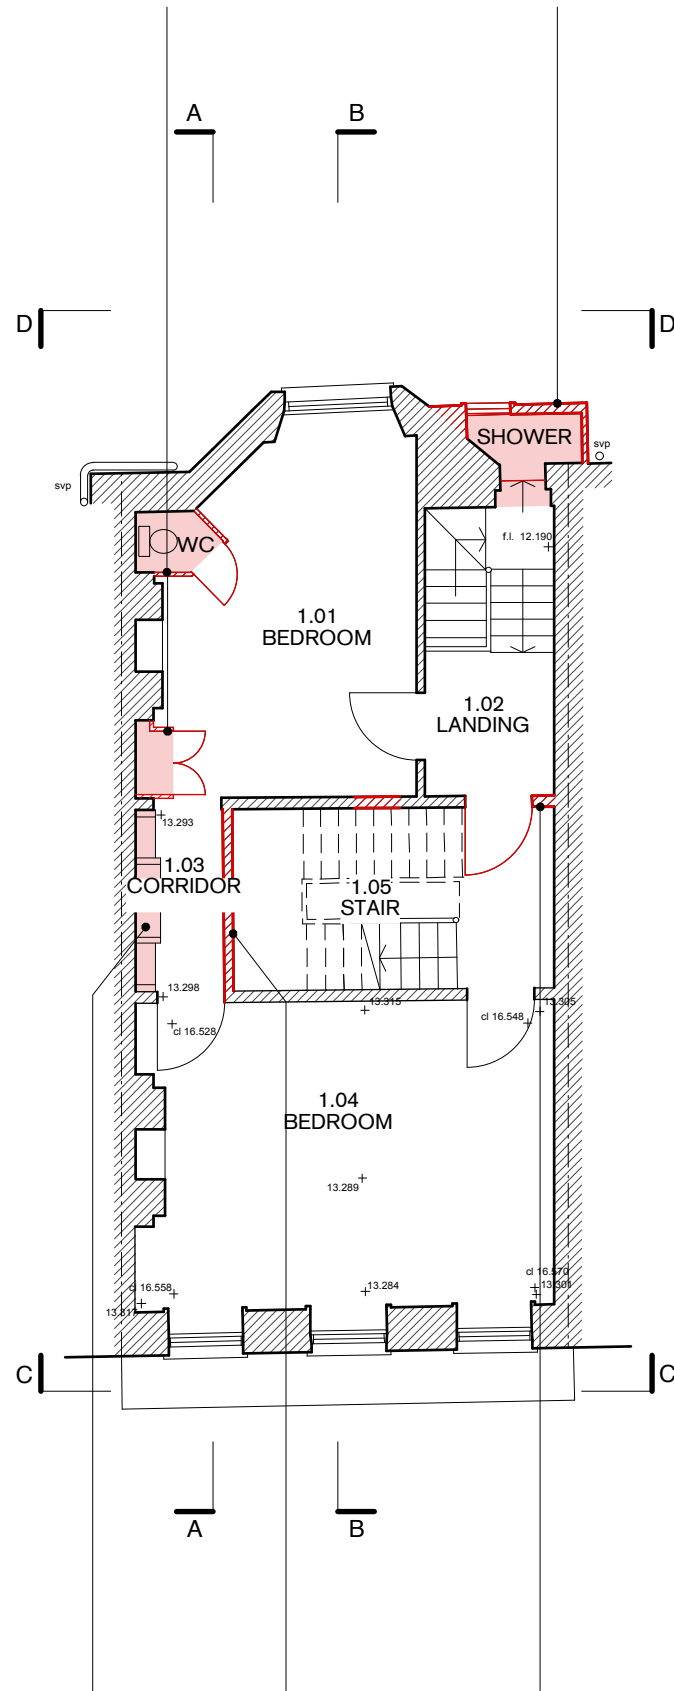 A
B
D
D
SHOWER
svp
svp
f.l. 12.190
WC
1.01
BEDROOM
1.02
LANDING
13.293
1.03
CORRIDOR
1.05
STAIR
13.298
13.315
13.305
cl 16.548
cl 16.528
1.04
BEDROOM
13.289
cl 16.570
cl 16.558
13.284
13.301
13.317
C
C
A
B